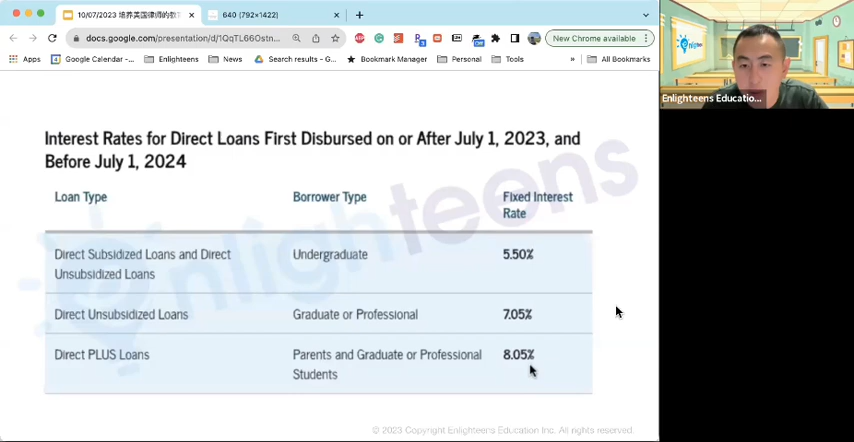 10/07/2023 培养美国律师的教
640 (792×1422)
docs.google.com/presentation/d/1QqTL66Ostn...
New Chrome available
Apps
Google Calendar -...
Enlighteens
News
Search results - G...
Bookmark Manager
Personal
Tools
»
All Bookmarks
Enlighteens Educatio...
Interest Rates for Direct Loans First Disbursed on or After July 1, 2023, and
Before July 1, 2024
Loan Type
Borrower Type
Fixed Interest
Rate
Direct Subsidized Loans and Direct
Unsubsidized Loans
Undergraduate
5.50%
Direct Unsubsidized Loans
Graduate or Professional
7.05%
Direct PLUS Loans
Parents and Graduate or Professional
Students
8.05%
enlighteens
© 2023 Copyright Enlighteens Education Inc. All rights reserved.